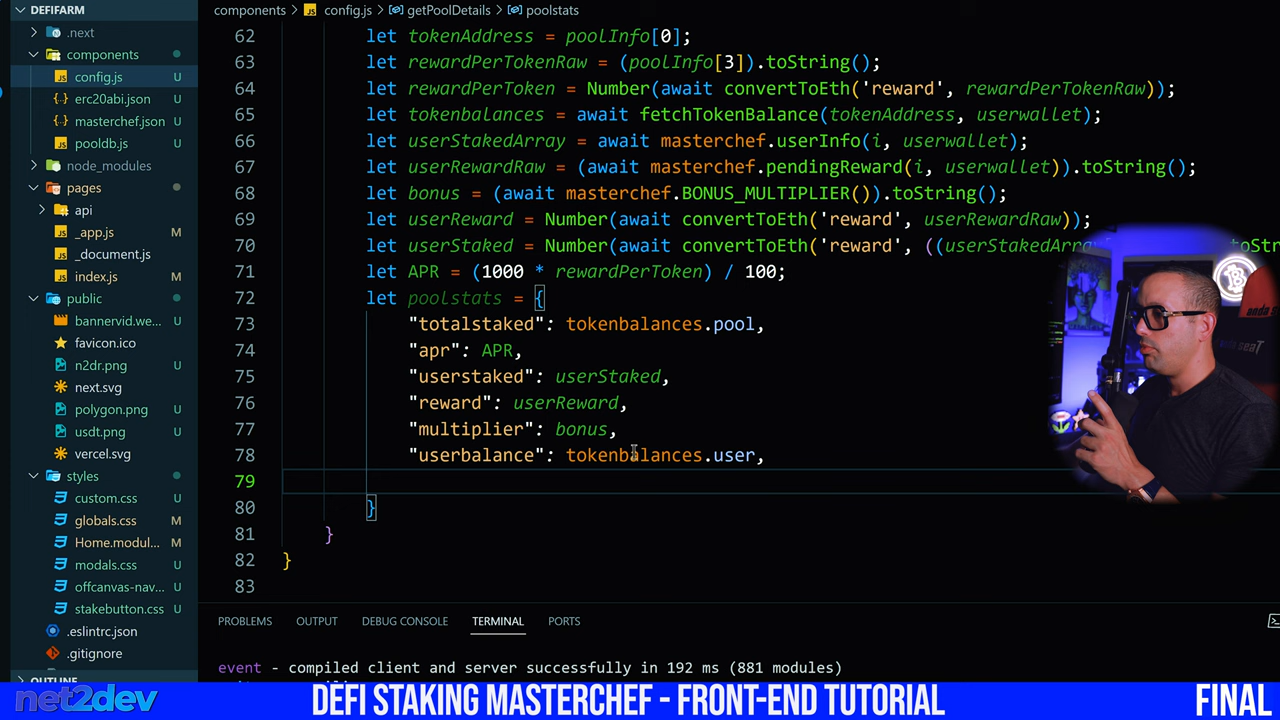 DEFIFARM
.next
components
config.js U
erc20abi.json U
masterchef.json U
pooldb.js U
node_modules
pages
api
_app.js M
_document.js
index.js M
public
bannervid.we... U
favicon.ico
n2dr.png U
next.svg
polygon.png U
usdt.png U
vercel.svg
styles
custom.css U
globals.css M
Home.modul... M
modals.css U
offcanvas-nav... U
stakebutton.css U
.eslintrc.json
.gitignore
OUTLINE
components > config.js > getPoolDetails > poolstats
62 let tokenAddress = poolInfo[0];
63 let rewardPerTokenRaw = (poolInfo[3]).toString();
64 let rewardPerToken = Number(await convertToEth('reward', rewardPerTokenRaw));
65 let tokenbalances = await fetchTokenBalance(tokenAddress, userwallet);
66 let userStakedArray = await masterchef.userInfo(i, userwallet);
67 let userRewardRaw = (await masterchef.pendingReward(i, userwallet)).toString();
68 let bonus = (await masterchef.BONUS_MULTIPLIER()).toString();
69 let userReward = Number(await convertToEth('reward', userRewardRaw));
70 let userStaked = Number(await convertToEth('reward', ((userStakedArra toStr
71 let APR = (1000 * rewardPerToken) / 100;
72 let poolstats = {
73 "totalstaked": tokenbalances.pool,
74 "apr": APR,
75 "userstaked": userStaked,
76 "reward": userReward,
77 "multiplier": bonus,
78 "userbalance": tokenbalances.user,
79
80 }
81 }
82 }
83
PROBLEMS OUTPUT DEBUG CONSOLE TERMINAL PORTS
event - compiled client and server successfully in 192 ms (881 modules)
net2dev
DEFI STAKING MASTERCHEF - FRONT-END TUTORIAL
FINAL